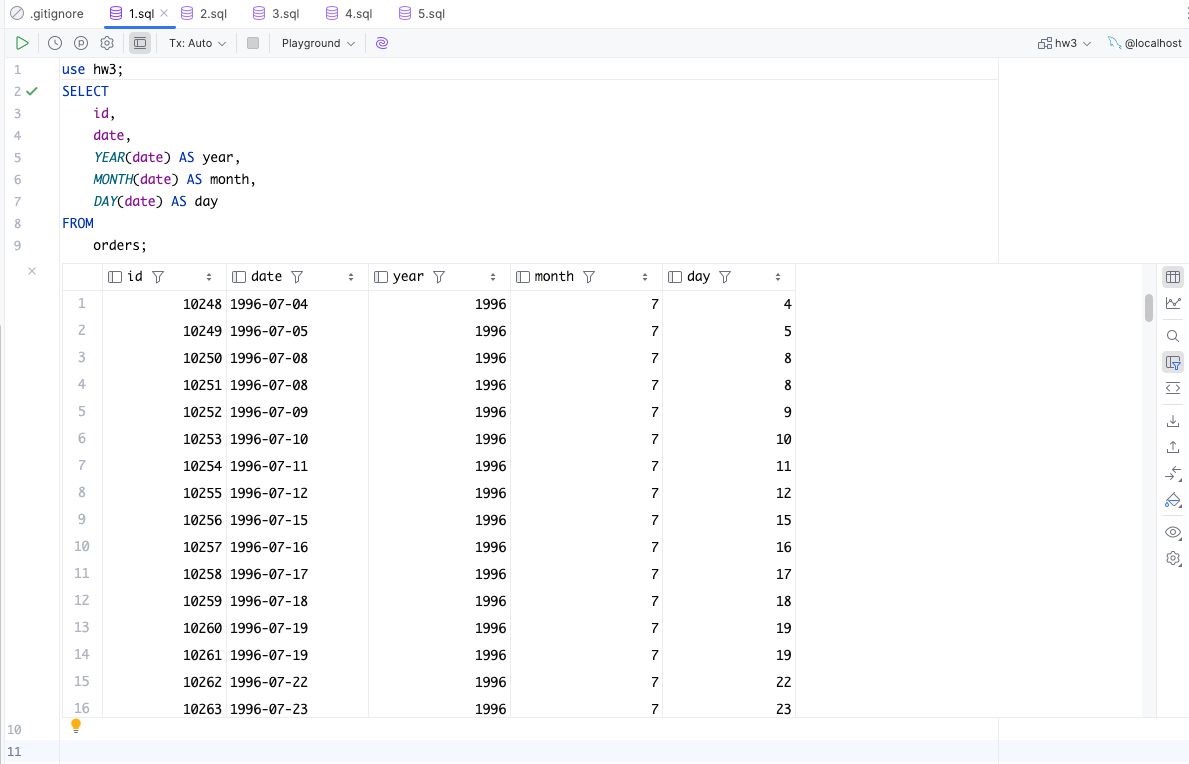 .gitignore 1.sql 2.sql 3.sql 4.sql 5.sql
Tx: Auto Playground hw3 @localhost
1 use hw3;
2 SELECT
3 id,
4 date,
5 YEAR(date) AS year,
6 MONTH(date) AS month,
7 DAY(date) AS day
8 FROM
9 orders;
id date year month day
1 10248 1996-07-04 1996 7 4
2 10249 1996-07-05 1996 7 5
3 10250 1996-07-08 1996 7 8
4 10251 1996-07-08 1996 7 8
5 10252 1996-07-09 1996 7 9
6 10253 1996-07-10 1996 7 10
7 10254 1996-07-11 1996 7 11
8 10255 1996-07-12 1996 7 12
9 10256 1996-07-15 1996 7 15
10 10257 1996-07-16 1996 7 16
11 10258 1996-07-17 1996 7 17
12 10259 1996-07-18 1996 7 18
13 10260 1996-07-19 1996 7 19
14 10261 1996-07-19 1996 7 19
15 10262 1996-07-22 1996 7 22
16 10263 1996-07-23 1996 7 23
10
11